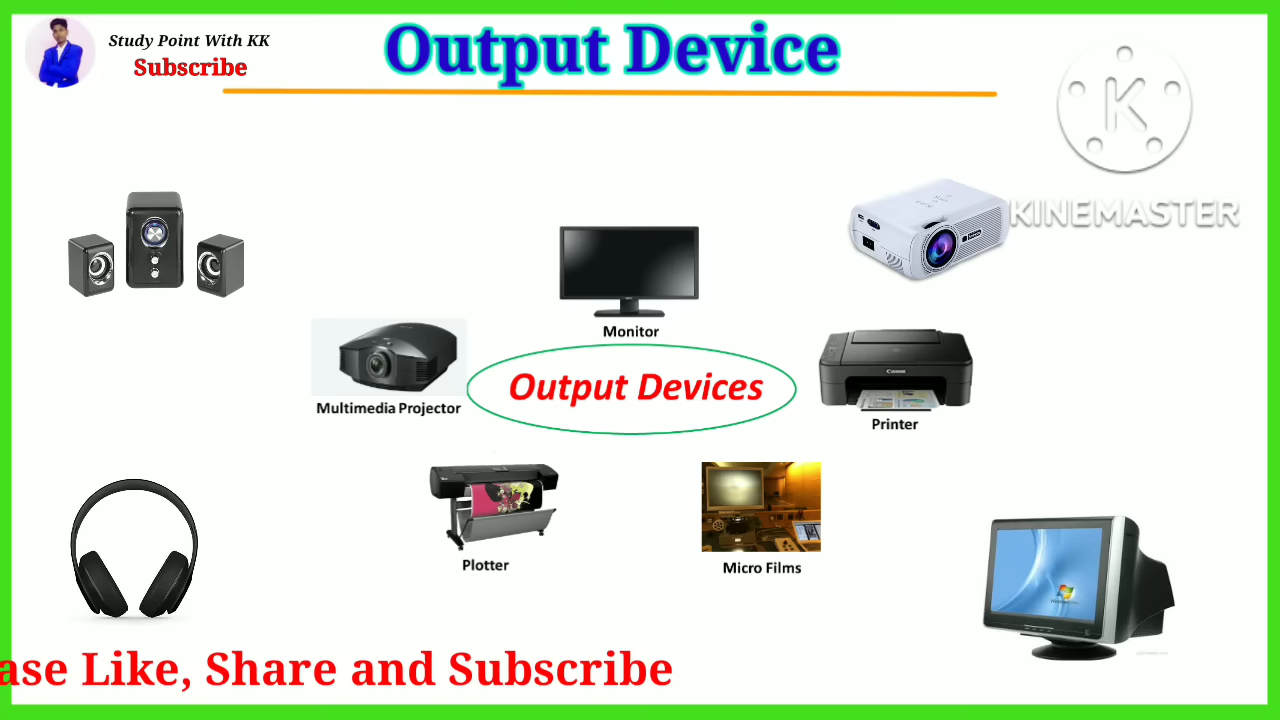 Study Point With KK
Subscribe
Output Device
KINEMASTER
Monitor
Multimedia Projector
Output Devices
Canon
Printer
Plotter
Micro Films
ase Like, Share and Subscribe